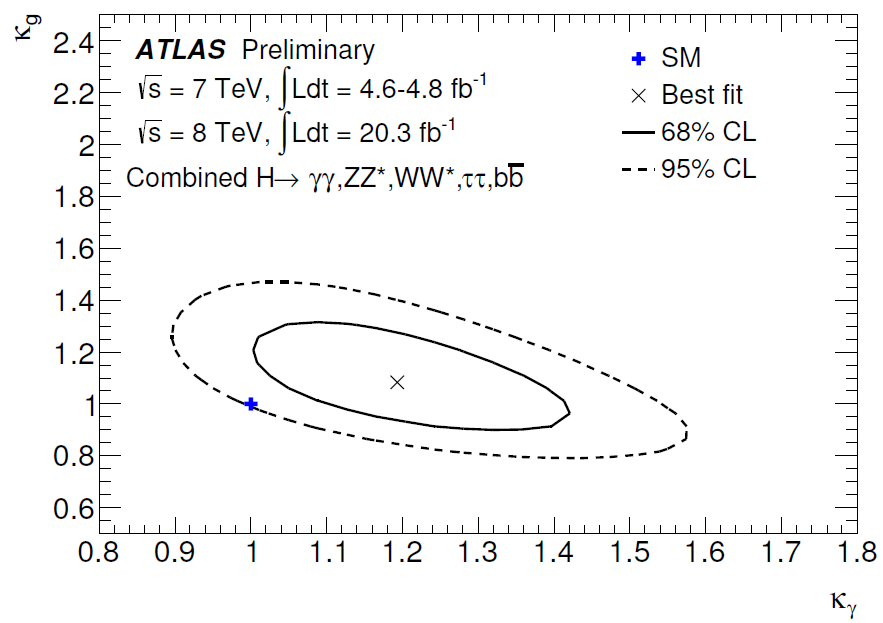 κg
ATLAS Preliminary
√s = 7 TeV, ∫Ldt = 4.6-4.8 fb⁻¹
√s = 8 TeV, ∫Ldt = 20.3 fb⁻¹
Combined H→ γγ,ZZ*,WW*,ττ,bb̅
SM
Best fit
68% CL
95% CL
2.4
2.2
2
1.8
1.6
1.4
1.2
1
0.8
0.6
0.8 0.9 1 1.1 1.2 1.3 1.4 1.5 1.6 1.7 1.8
κγ